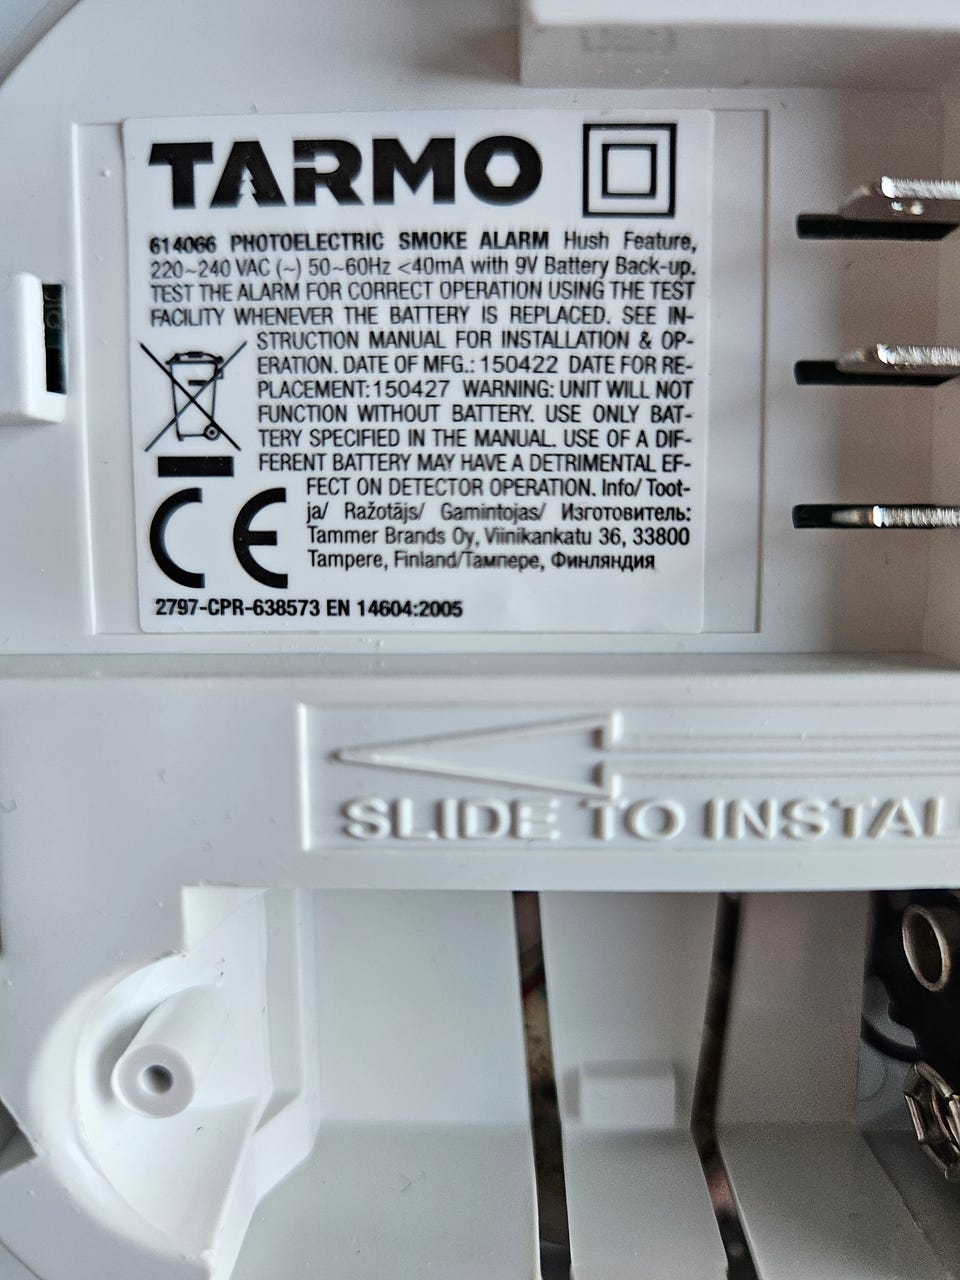 TARMO
614066 PHOTOELECTRIC SMOKE ALARM Hush Feature,
220~240 VAC (~) 50~60Hz <40mA with 9V Battery Back-up.
TEST THE ALARM FOR CORRECT OPERATION USING THE TEST
FACILITY WHENEVER THE BATTERY IS REPLACED. SEE IN-
STRUCTION MANUAL FOR INSTALLATION & OP-
ERATION. DATE OF MFG.: 150422 DATE FOR RE-
PLACEMENT: 150427 WARNING: UNIT WILL NOT
FUNCTION WITHOUT BATTERY. USE ONLY BAT-
TERY SPECIFIED IN THE MANUAL. USE OF A DIF-
FERENT BATTERY MAY HAVE A DETRIMENTAL EF-
FECT ON DETECTOR OPERATION. Info/ Toot-
ja/ Ražotājs/ Gamintojas/ Изготовитель:
Tammer Brands Oy, Viinikankatu 36, 33800
Tampere, Finland/Тампере, Финляндия
CE
2797-CPR-638573 EN 14604:2005
SLIDE TO INSTAL